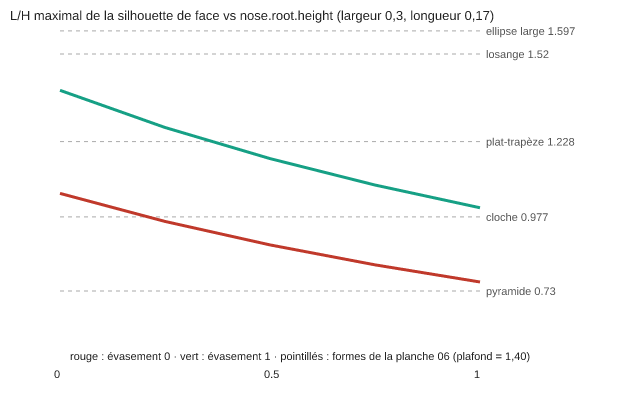 L/H maximal de la silhouette de face vs nose.root.height (largeur 0,3, longueur 0,17)
ellipse large 1.597
losange 1.52
plat-trapèze 1.228
cloche 0.977
pyramide 0.73
rouge : évasement 0 · vert : évasement 1 · pointillés : formes de la planche 06 (plafond = 1,40)
0 0.5 1